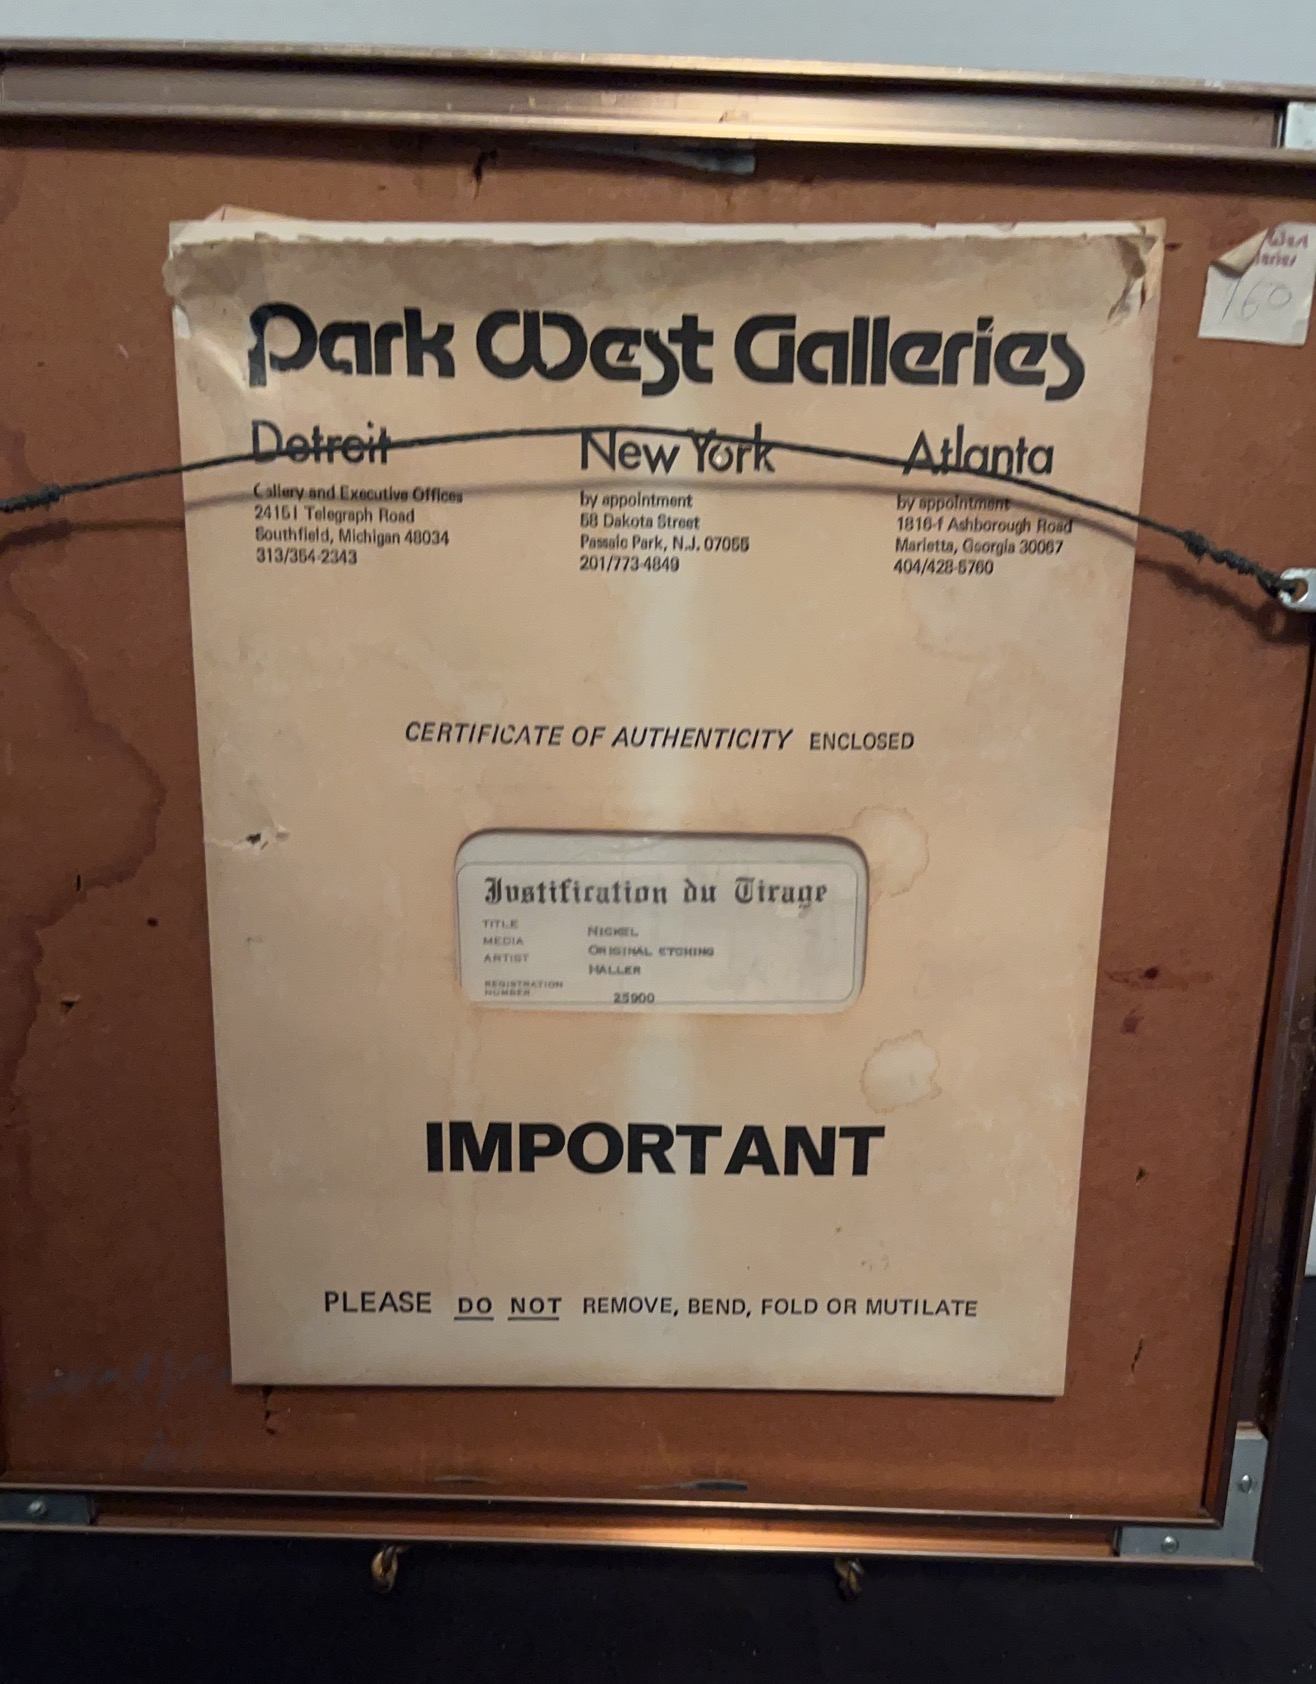 Park West Galleries
Detroit
Gallery and Executive Offices
24151 Telegraph Road
Southfield, Michigan 48034
313/354-2343
New York
by appointment
58 Dakota Street
Passaic Park, N.J. 07055
201/773-4849
Atlanta
by appointment
1816-f Ashborough Road
Marietta, Georgia 30067
404/428-5760
West
160
CERTIFICATE OF AUTHENTICITY ENCLOSED
Justification du Tirage
TITLE NICKEL
MEDIA ORIGINAL ETCHING
ARTIST HALLER
REGISTRATION
NUMBER 25900
IMPORTANT
PLEASE DO NOT REMOVE, BEND, FOLD OR MUTILATE